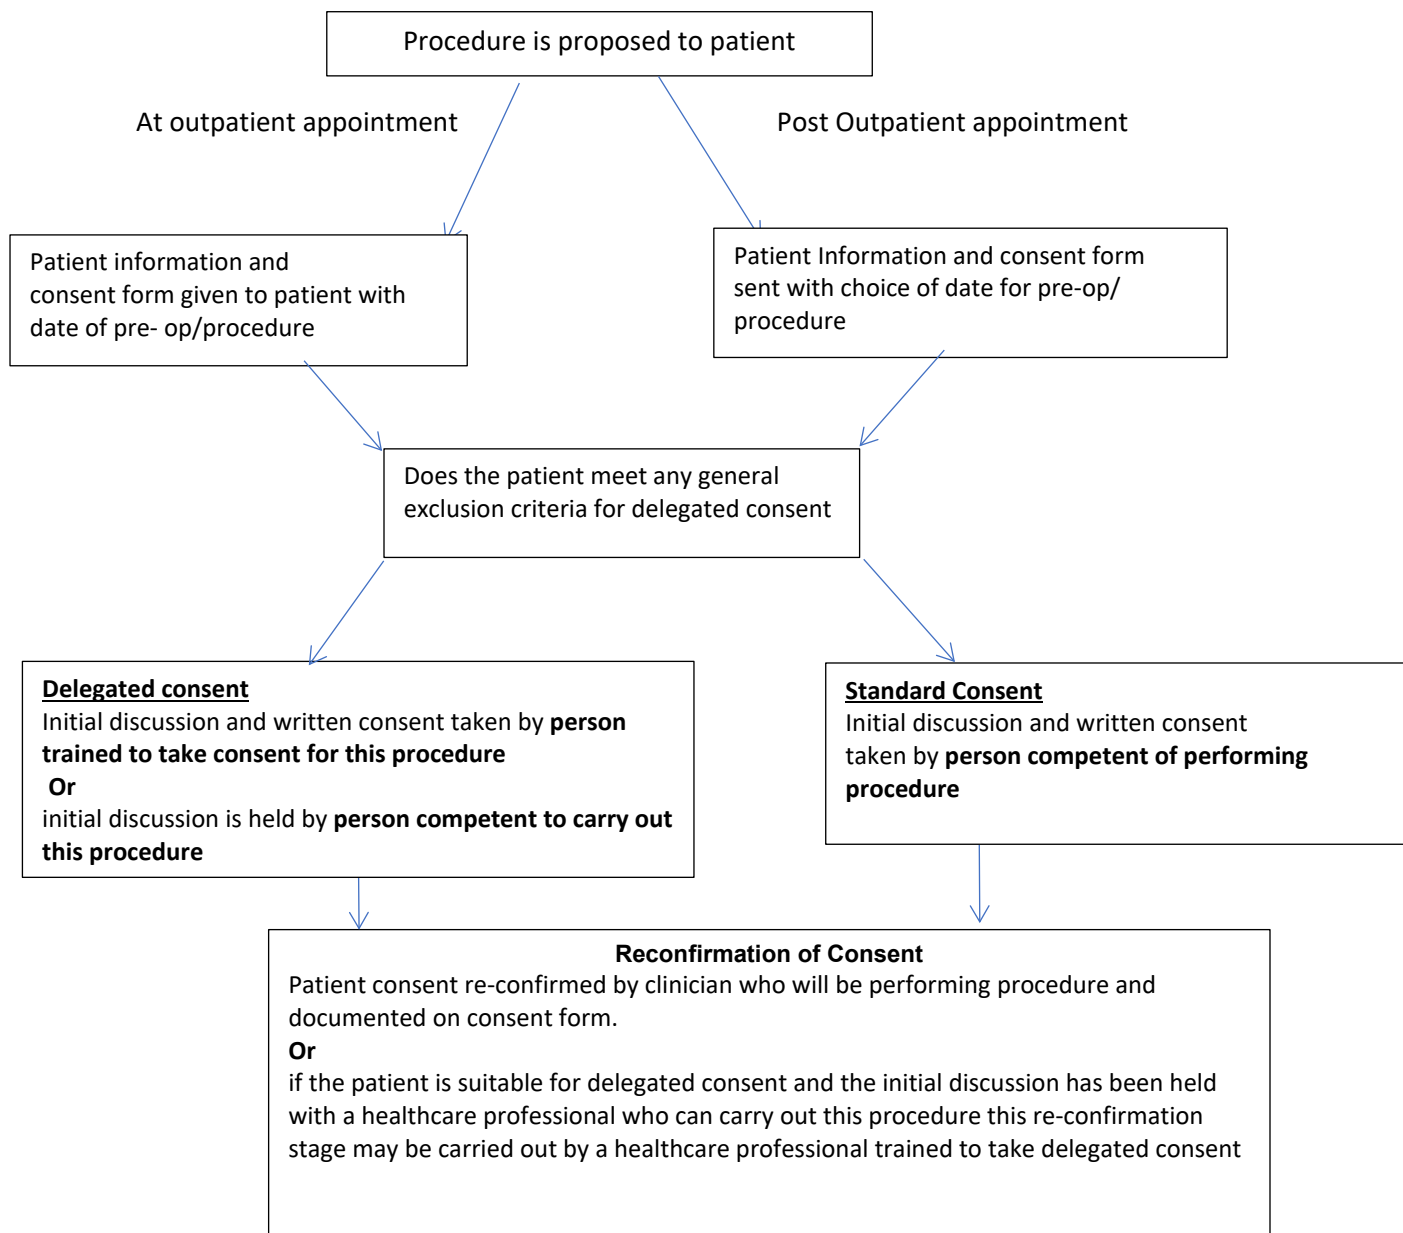 Procedure is proposed to patient
At outpatient appointment
Post Outpatient appointment
Patient information and
consent form given to patient with
date of pre- op/procedure
Patient Information and consent form
sent with choice of date for pre-op/
procedure
Does the patient meet any general
exclusion criteria for delegated consent
Delegated consent
Initial discussion and written consent taken by person
trained to take consent for this procedure
Or
initial discussion is held by person competent to carry out
this procedure
Standard Consent
Initial discussion and written consent
taken by person competent of performing
procedure
Reconfirmation of Consent
Patient consent re-confirmed by clinician who will be performing procedure and
documented on consent form.
Or
if the patient is suitable for delegated consent and the initial discussion has been held
with a healthcare professional who can carry out this procedure this re-confirmation
stage may be carried out by a healthcare professional trained to take delegated consent